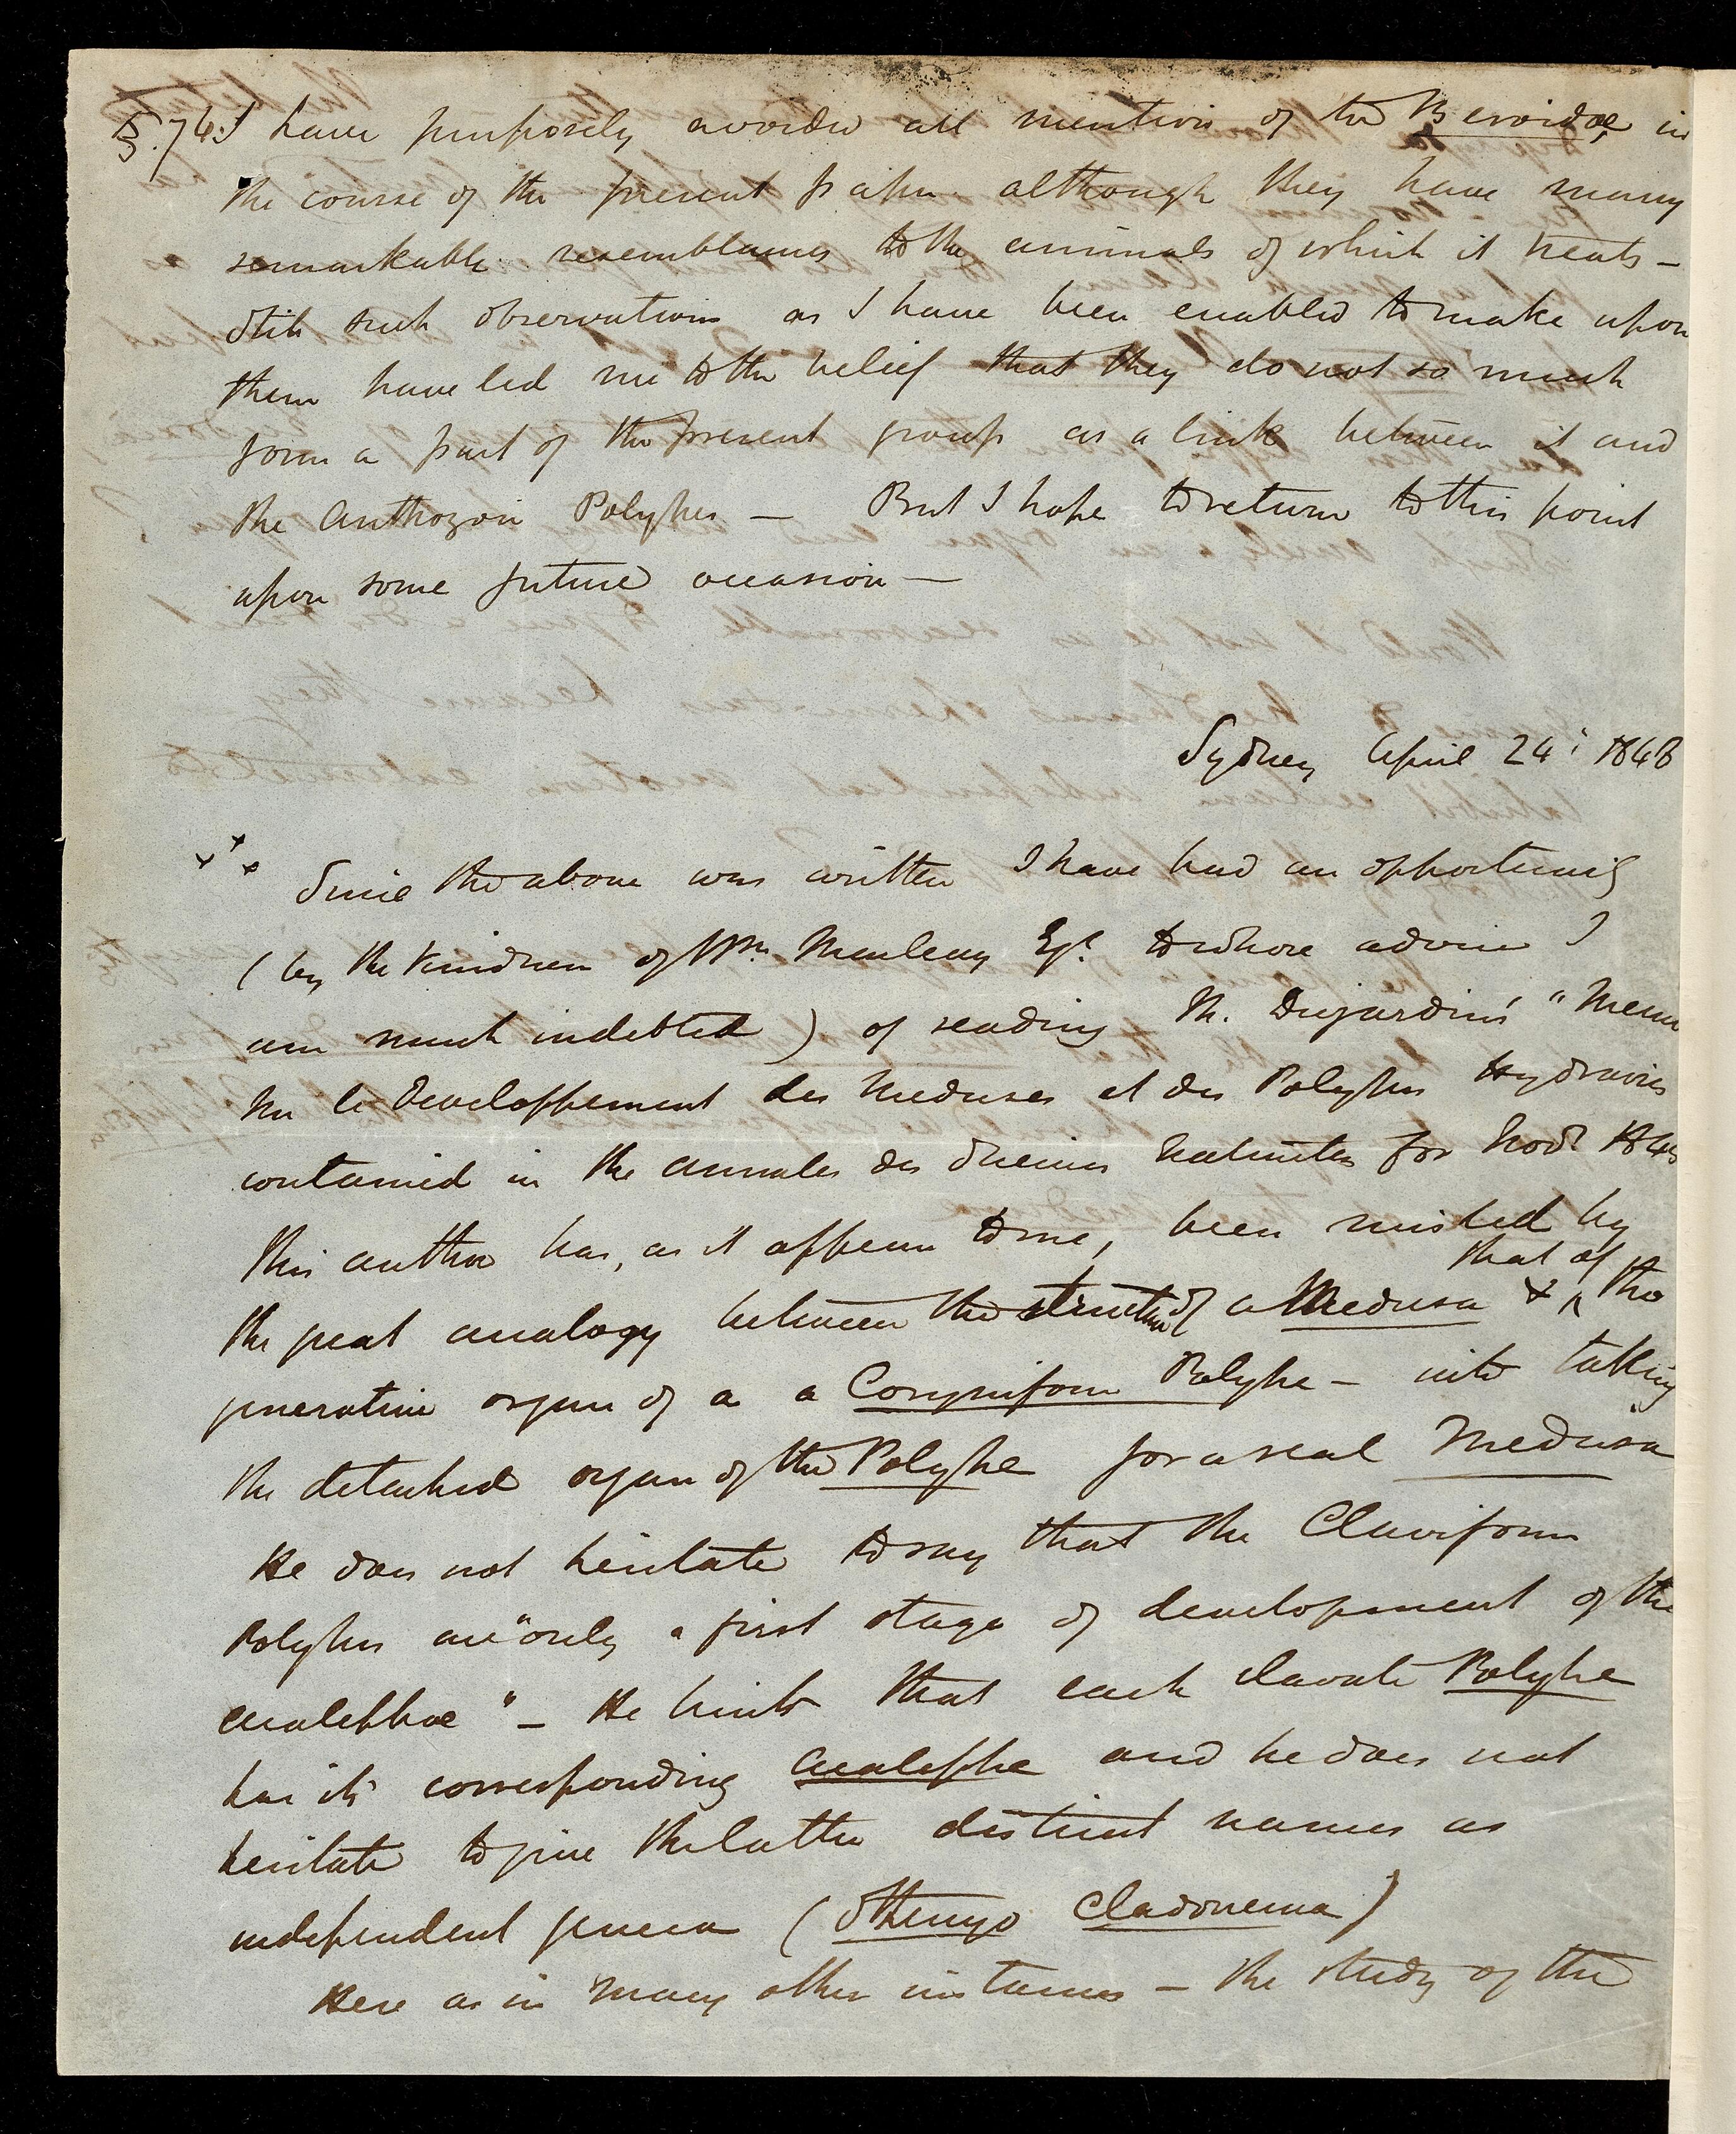 §. 74. I have purposely avoided all mention of the Beroidae in
the course of the present paper although they have many
remarkable resemblances to the animals of which it treats —
still such observations as I have been enabled to make upon
them have led me to the belief that they do not so much
form a part of the present group as a link between it and
the Anthozoic Polypes — But I hope to return to this point
upon some future occasion —
Sydney April 24: 1848
x x x Since the above was written I have had an opportunity
(by the kindness of Wm. Macleay Esqr. to whose advice I
am much indebted) of reading M. Dujardin's "Mem
sur le Developpement des Meduses et des Polypes Hydraires
contained in the Annales des Sciences Naturelles for Novr 1845
This author has, as it appears to me, been misled by
the great analogy between the structure of a Medusa & that of the
generative organ of a a Coryniform Polype — into taking
the detached organ of the Polype for a real Medusa
He does not hesitate to say that the Claviform
Polypes are "only a first stage of development of the
Acalephae" — He hints that each clavate Polype
has its corresponding Acalephe and he does not
hesitate to give the latter distinct names as
independent genera (Sthenyo Cladonema)
Here as in many other instances — the study of the